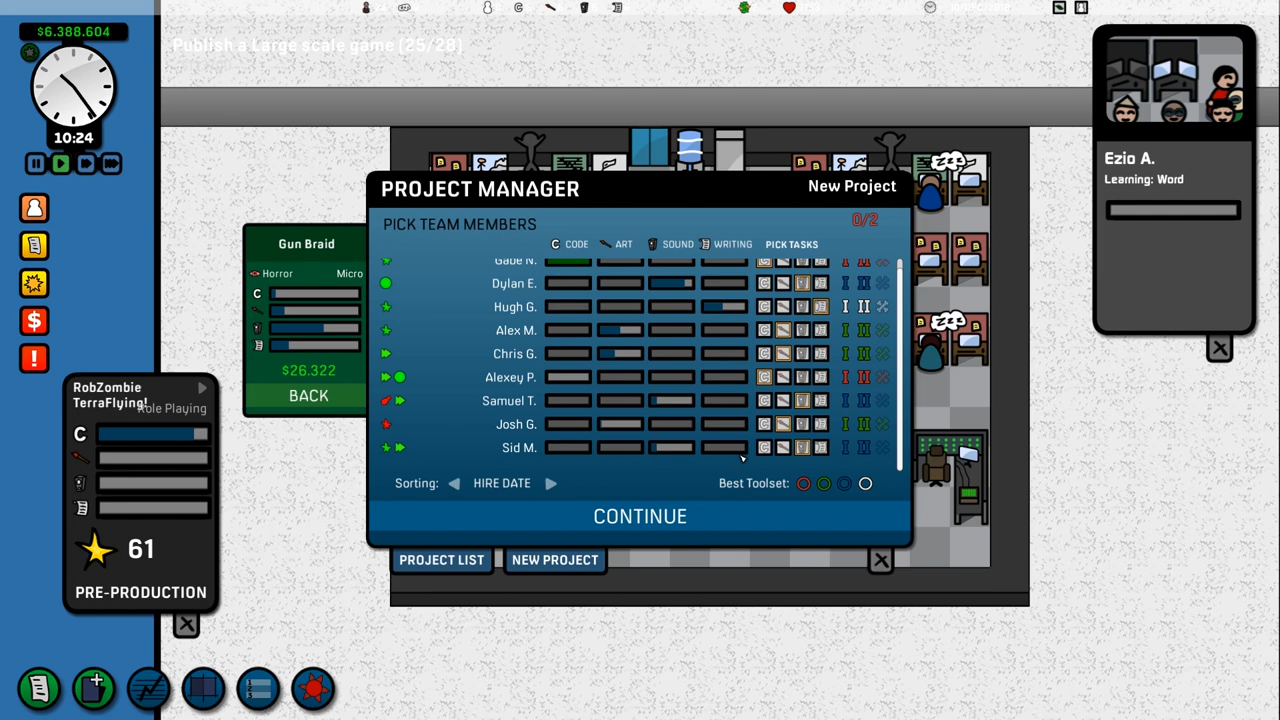 $6.388.604
Publish a Large scale game (25/28)
10:24
Ezio A.
Learning: Word
PROJECT MANAGER
New Project
PICK TEAM MEMBERS
0/2
C CODE ART SOUND WRITING PICK TASKS
Gabe N.
Dylan E.
Hugh G.
Alex M.
Chris G.
Alexey P.
Samuel T.
Josh G.
Sid M.
Sorting: HIRE DATE
Best Toolset:
CONTINUE
PROJECT LIST
NEW PROJECT
Gun Braid
Horror Micro
C
$26.322
BACK
RobZombie
TerraFlying!
Role Playing
C
61
PRE-PRODUCTION